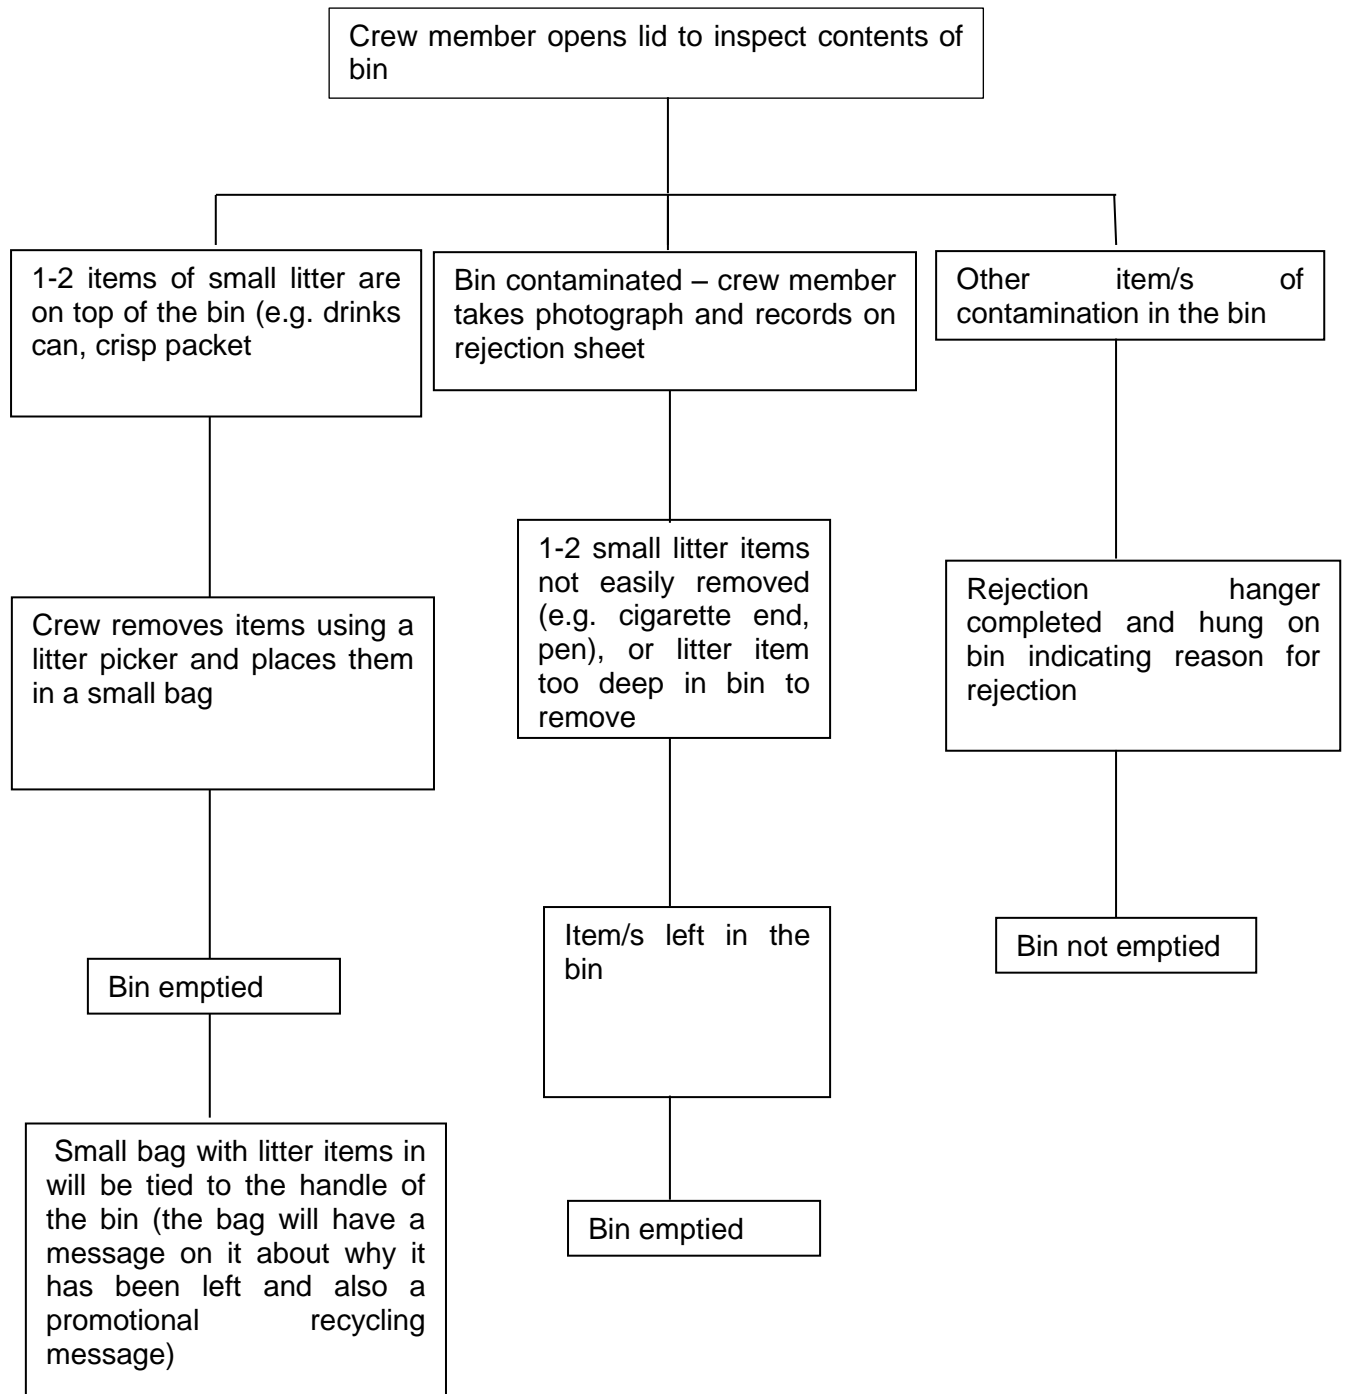 Crew member opens lid to inspect contents of
bin
1-2 items of small litter are
on top of the bin (e.g. drinks
can, crisp packet
Bin contaminated – crew member
takes photograph and records on
rejection sheet
Other item/s of
contamination in the bin
Crew removes items using a
litter picker and places them
in a small bag
1-2 small litter items
not easily removed
(e.g. cigarette end,
pen), or litter item
too deep in bin to
remove
Rejection hanger
completed and hung on
bin indicating reason for
rejection
Bin emptied
Item/s left in the
bin
Bin not emptied
Small bag with litter items in
will be tied to the handle of
the bin (the bag will have a
message on it about why it
has been left and also a
promotional recycling
message)
Bin emptied